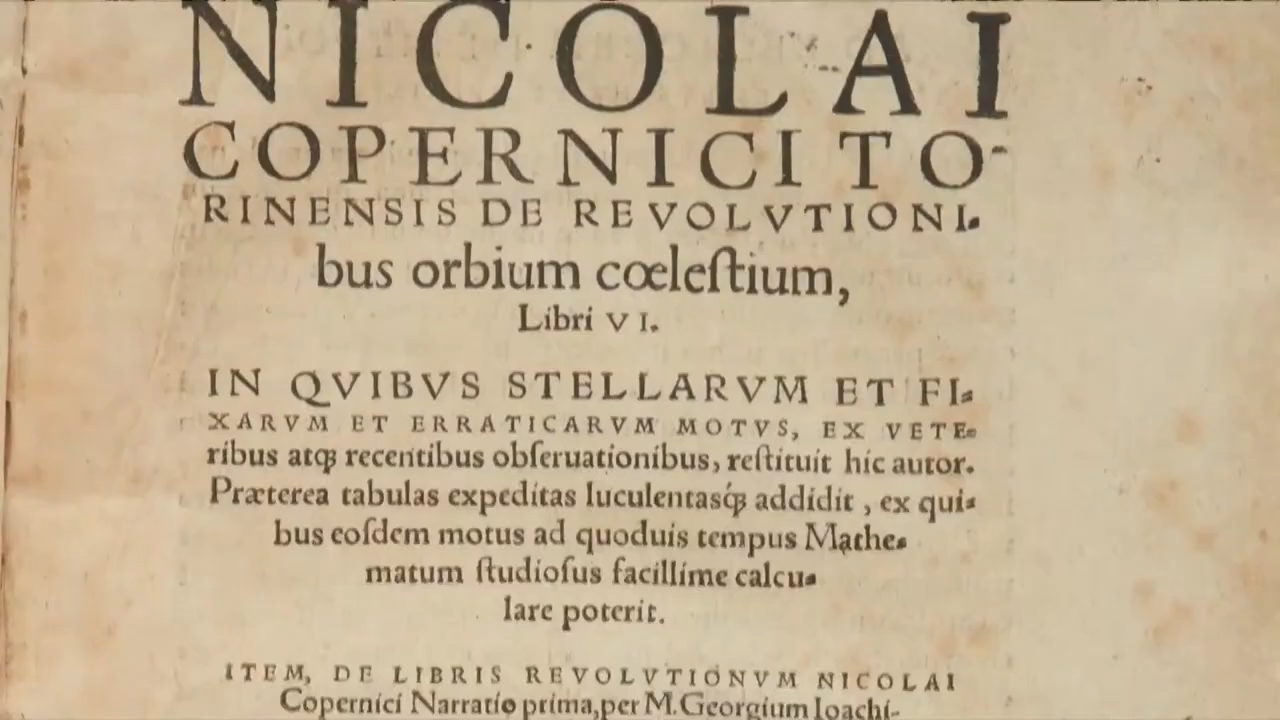 NICOLAI
COPERNICI TO-
RINENSIS DE REVOLVTIONI-
bus orbium cœleſtium,
Libri VI.
IN QVIBVS STELLARVM ET FI-
XARVM ET ERRATICARVM MOTVS, EX VETE-
ribus atqꝫ recentibus obſeruationibus, reſtituit hic autor.
Præterea tabulas expeditas luculentasq́ꝫ addidit, ex qui-
bus eoſdem motus ad quoduis tempus Mathe-
matum ſtudioſus facillime calcu-
lare poterit.
ITEM, DE LIBRIS REVOLVTIONVM NICOLAI
Copernici Narratio prima, per M. Georgium Ioachi-